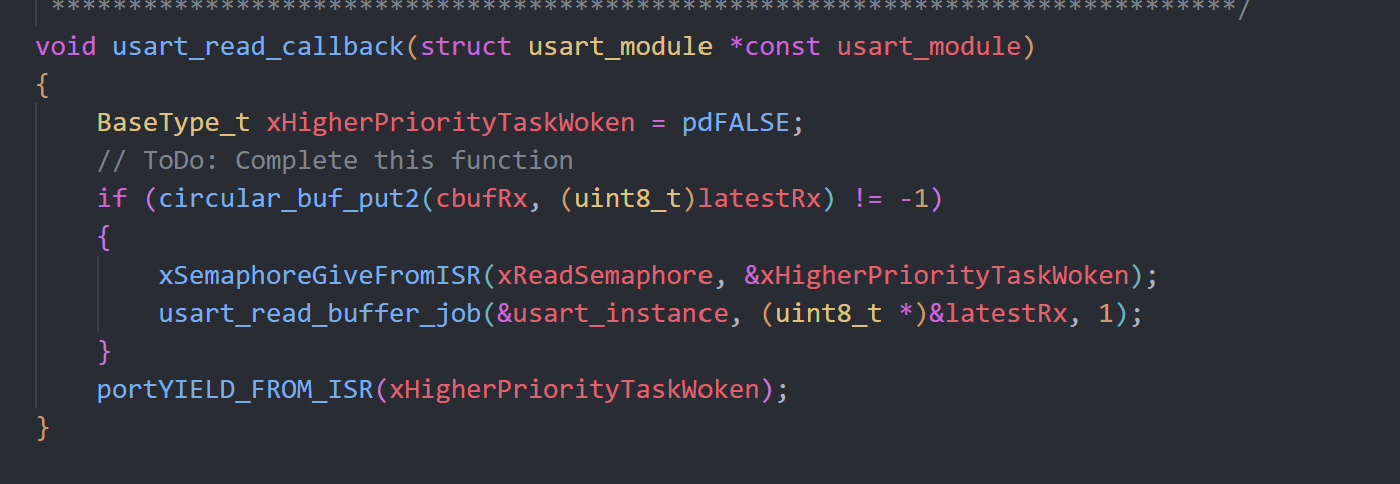 *****************************************************************************/
void usart_read_callback(struct usart_module *const usart_module)
{
    BaseType_t xHigherPriorityTaskWoken = pdFALSE;
    // ToDo: Complete this function
    if (circular_buf_put2(cbufRx, (uint8_t)latestRx) != -1)
    {
        xSemaphoreGiveFromISR(xReadSemaphore, &xHigherPriorityTaskWoken);
        usart_read_buffer_job(&usart_instance, (uint8_t *)&latestRx, 1);
    }
    portYIELD_FROM_ISR(xHigherPriorityTaskWoken);
}